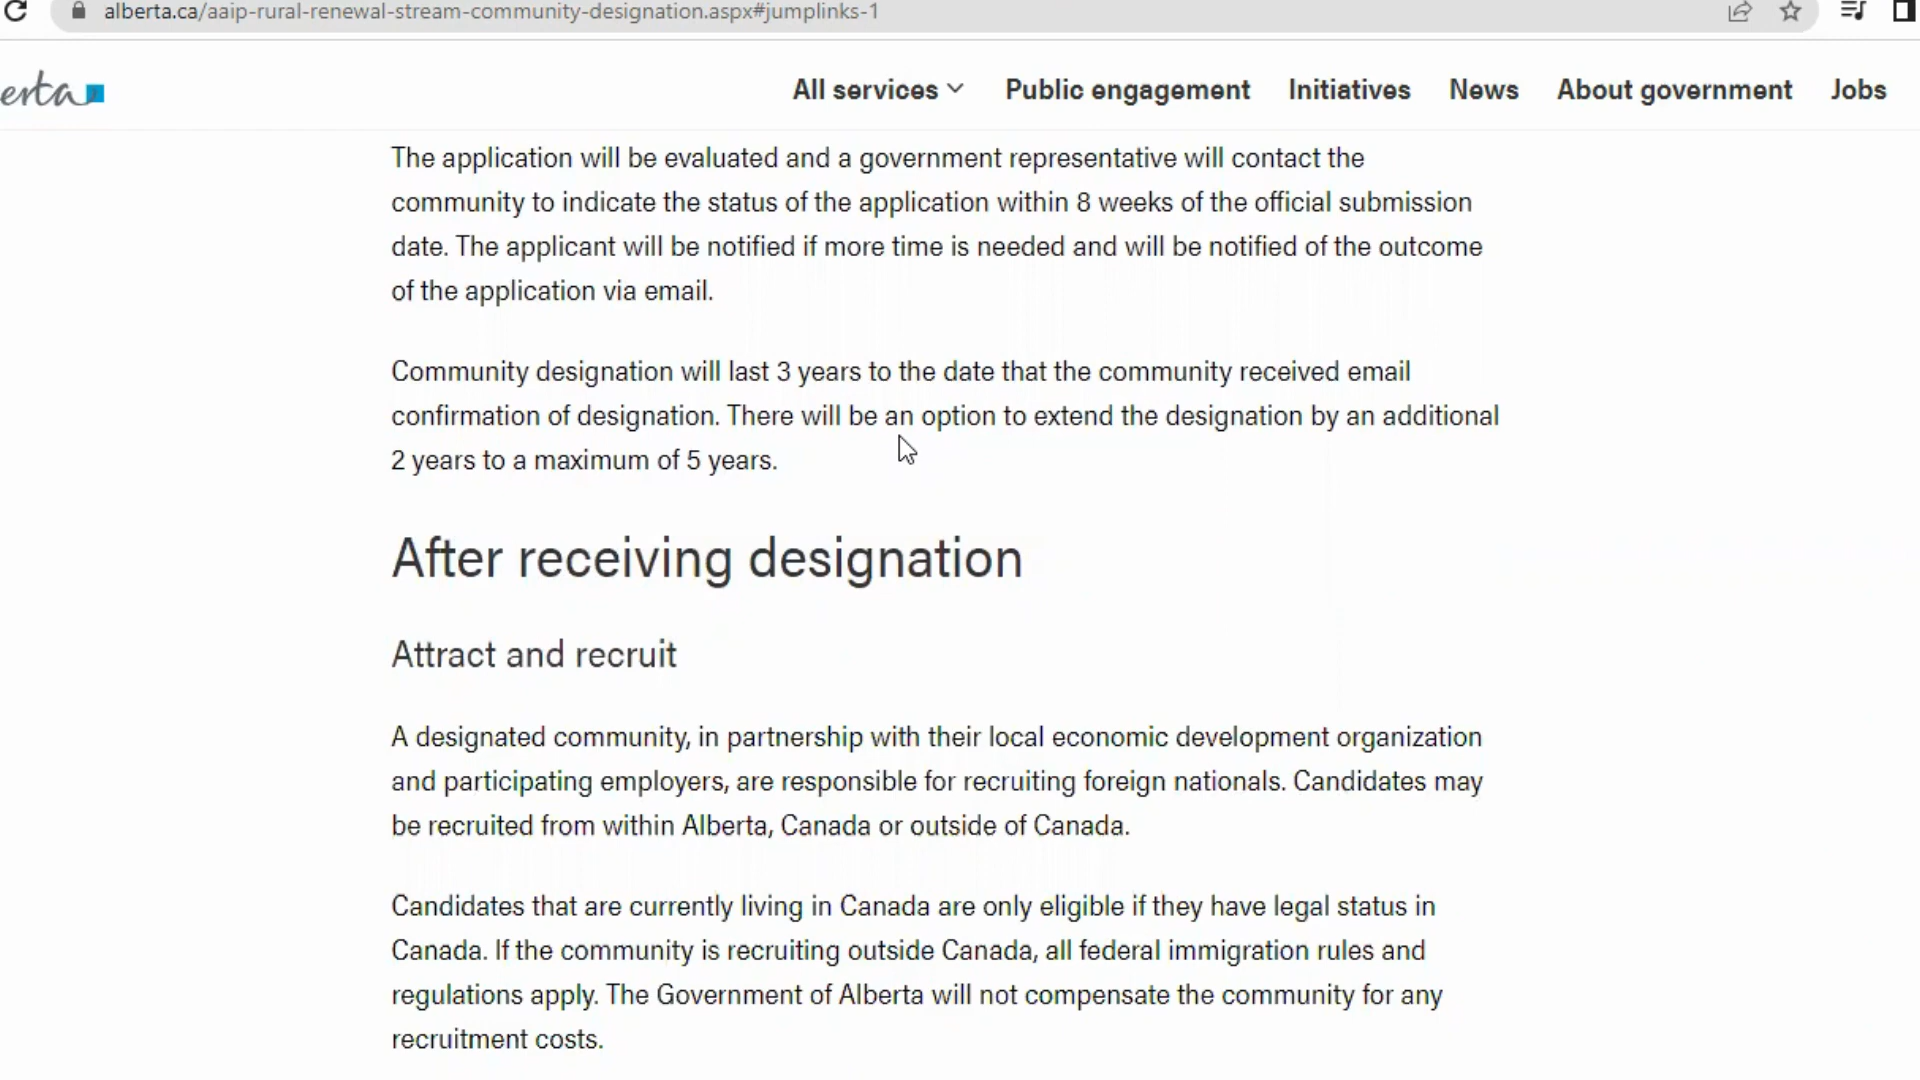 alberta.ca/aaip-rural-renewal-stream-community-designation.aspx#jumplinks-1
erta
All services Public engagement Initiatives News About government Jobs
The application will be evaluated and a government representative will contact the
community to indicate the status of the application within 8 weeks of the official submission
date. The applicant will be notified if more time is needed and will be notified of the outcome
of the application via email.
Community designation will last 3 years to the date that the community received email
confirmation of designation. There will be an option to extend the designation by an additional
2 years to a maximum of 5 years.
After receiving designation
Attract and recruit
A designated community, in partnership with their local economic development organization
and participating employers, are responsible for recruiting foreign nationals. Candidates may
be recruited from within Alberta, Canada or outside of Canada.
Candidates that are currently living in Canada are only eligible if they have legal status in
Canada. If the community is recruiting outside Canada, all federal immigration rules and
regulations apply. The Government of Alberta will not compensate the community for any
recruitment costs.